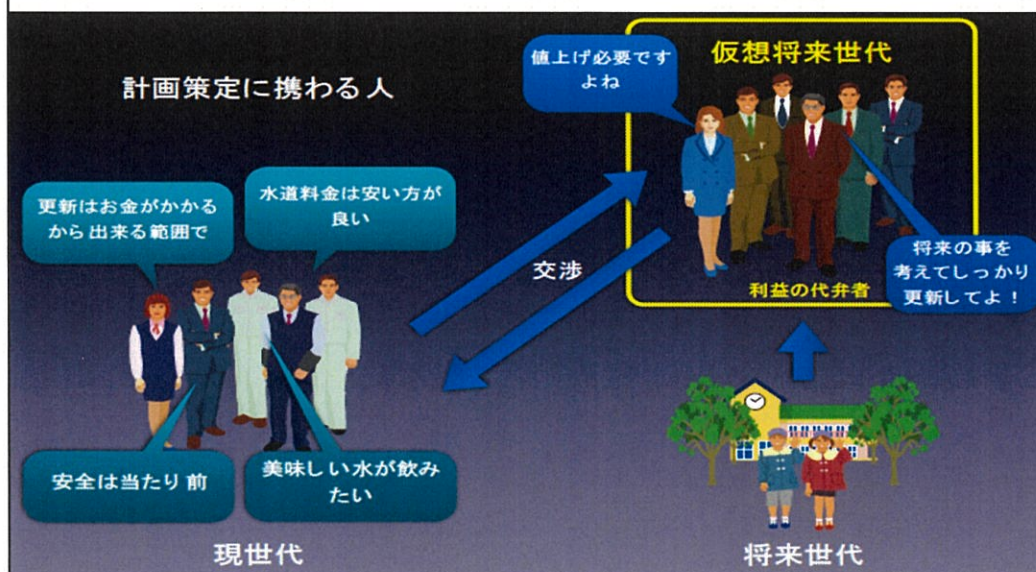 計画策定に携わる人
値上げ必要です
よね
仮想将来世代
更新はお金がかかる
から出来る範囲で
水道料金は安い方が
良い
交渉
将来の事を
考えてしっかり
更新してよ！
利益の代弁者
安全は当たり前
美味しい水が飲み
たい
現世代
将来世代